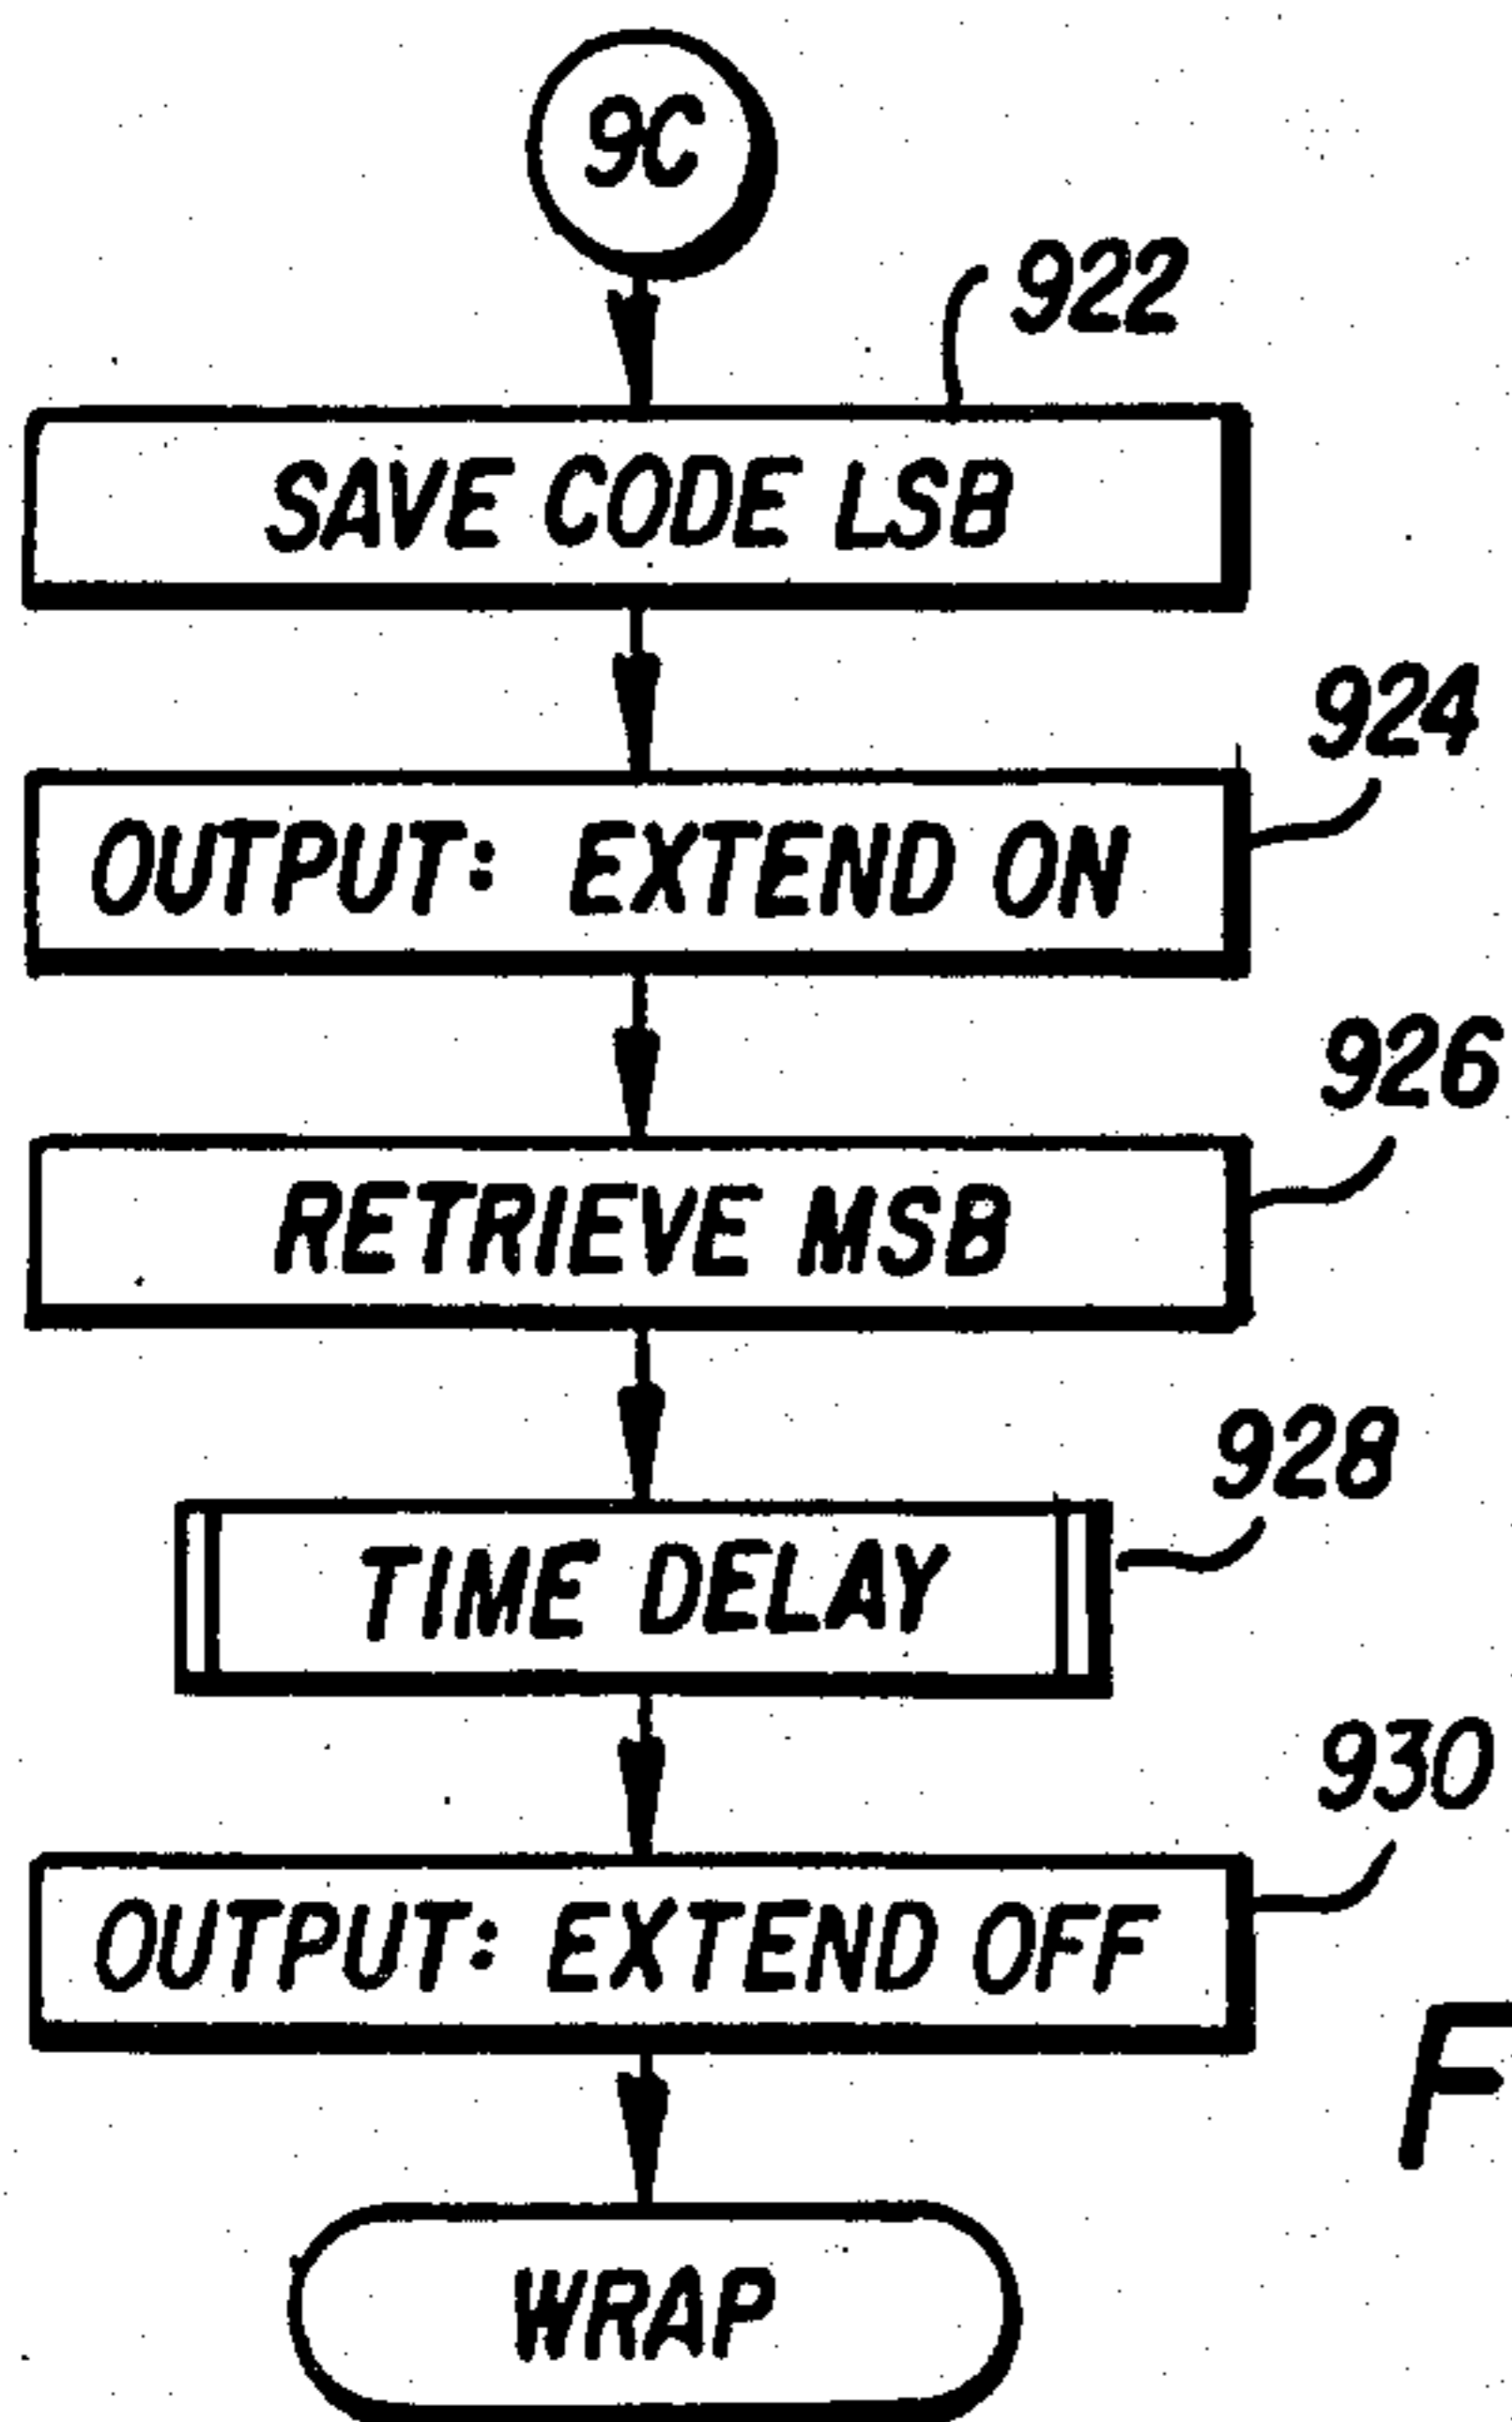 9C
922
SAVE CODE LSB
924
OUTPUT: EXTEND ON
926
RETRIEVE MSB
928
TIME DELAY
930
OUTPUT: EXTEND OFF
F
WRAP